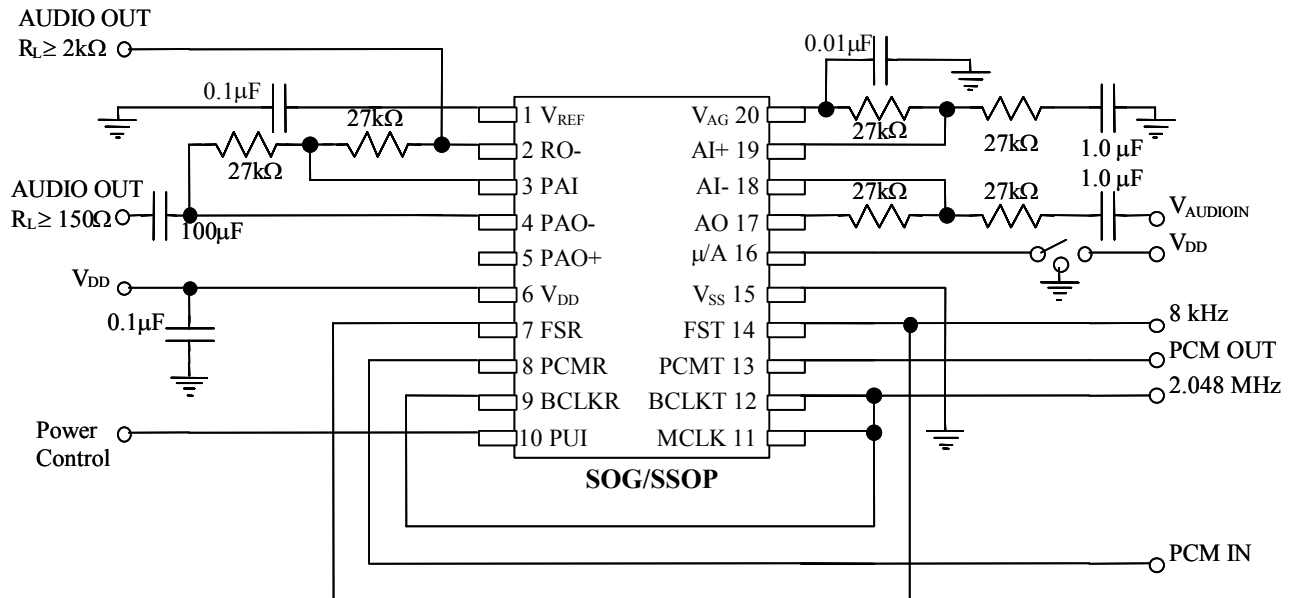 AUDIO OUT
RL≥ 2kΩ
0.1μF
27kΩ
27kΩ
AUDIO OUT
RL≥ 150Ω
100μF
VDD
0.1μF
Power
Control
1 VREF
2 RO-
3 PAI
4 PAO-
5 PAO+
6 VDD
7 FSR
8 PCMR
9 BCLKR
10 PUI
VAG 20
AI+ 19
AI- 18
AO 17
μ/A 16
VSS 15
FST 14
PCMT 13
BCLKT 12
MCLK 11
SOG/SSOP
0.01μF
27kΩ
27kΩ
1.0 μF
1.0 μF
27kΩ
27kΩ
VAUDIOIN
VDD
8 kHz
PCM OUT
2.048 MHz
PCM IN